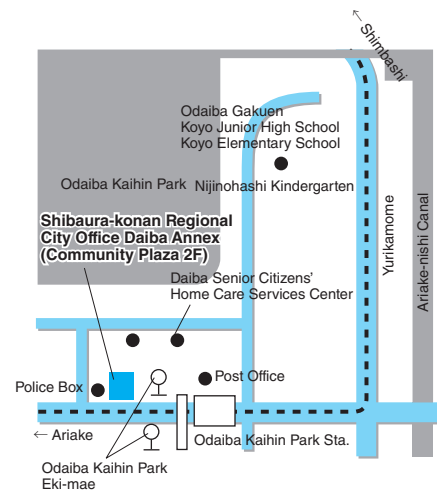 ← Shimbashi
Odaiba Gakuen
Koyo Junior High School
Koyo Elementary School
Odaiba Kaihin Park
Nijinohashi Kindergarten
Shibaura-konan Regional
City Office Daiba Annex
(Community Plaza 2F)
Yurikamome
Ariake-nishi Canal
Daiba Senior Citizens'
Home Care Services Center
Post Office
Police Box
← Ariake
Odaiba Kaihin Park Sta.
Odaiba Kaihin Park
Eki-mae